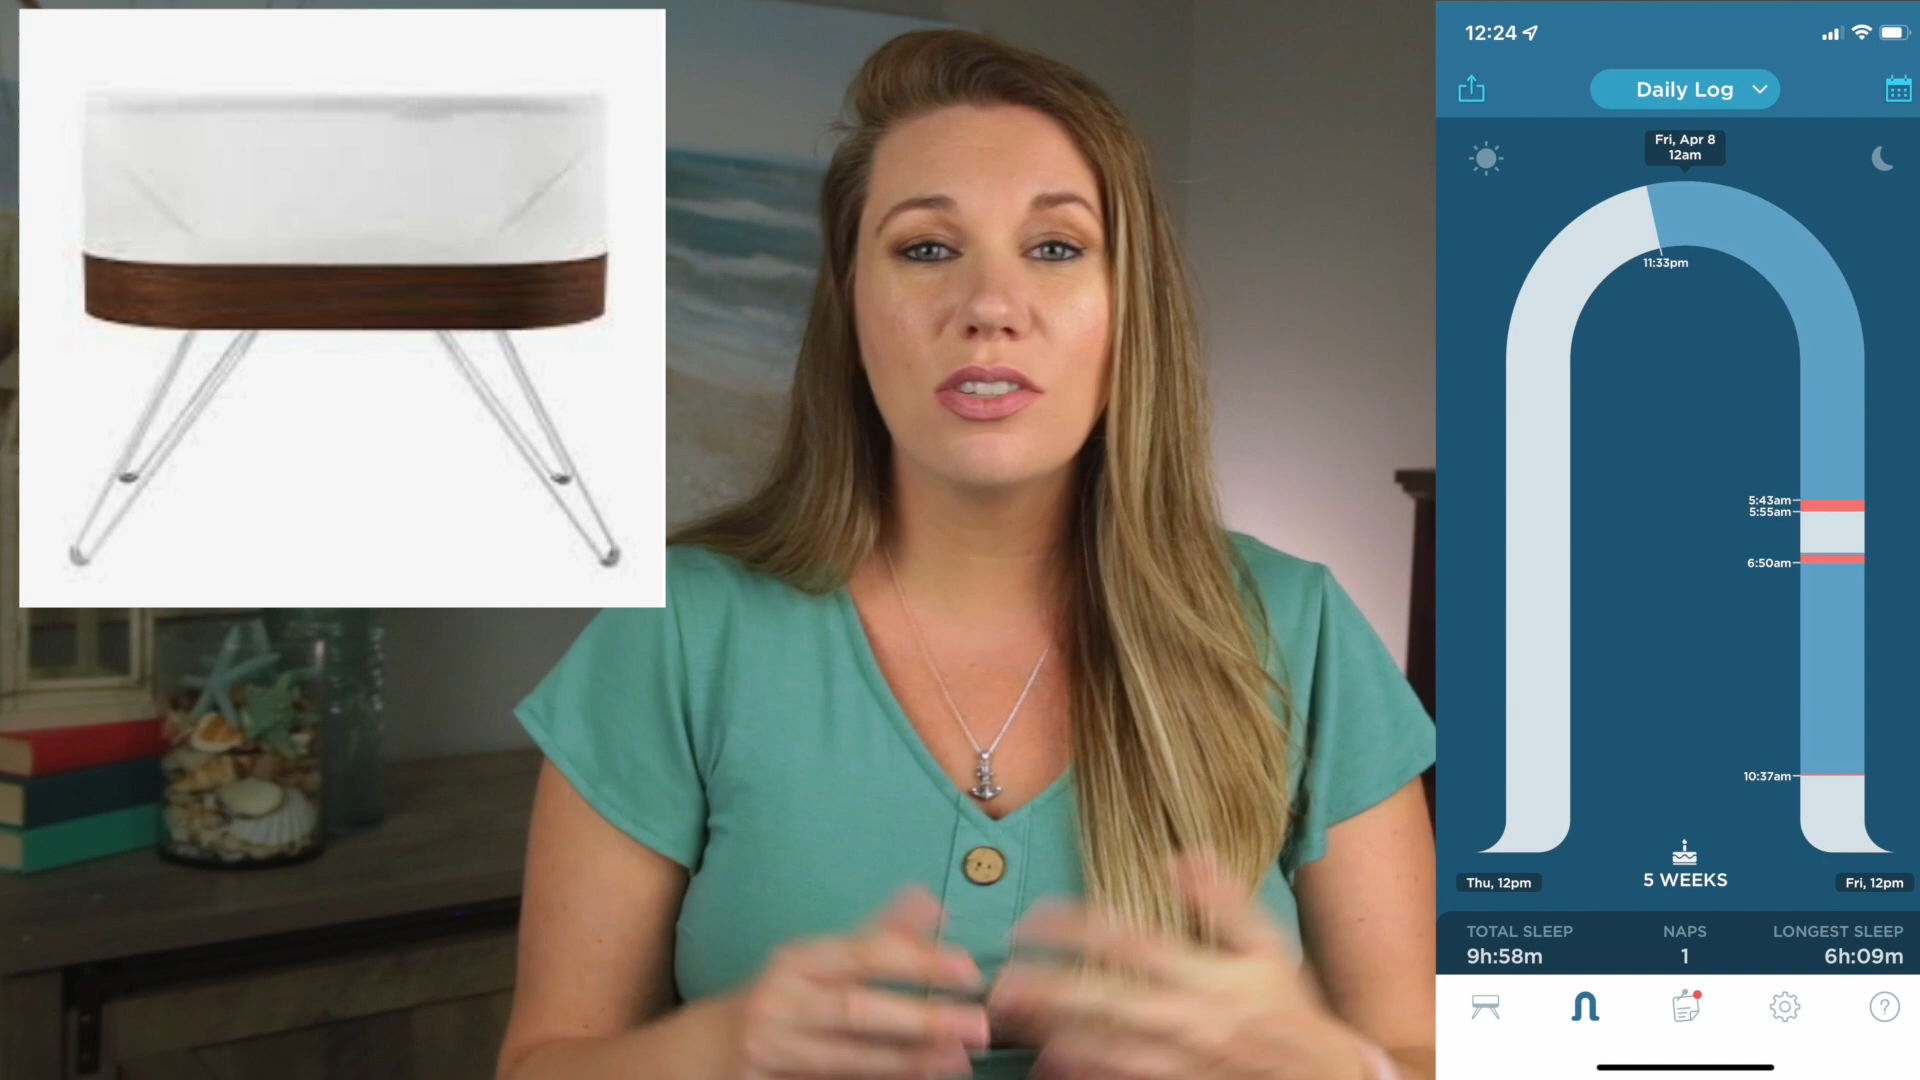 12:24
Daily Log
Fri, Apr 8
12am
11:33pm
5:43am
5:55am
6:50am
10:37am
5 WEEKS
Thu, 12pm
Fri, 12pm
TOTAL SLEEP
NAPS
LONGEST SLEEP
9h:58m
1
6h:09m
?